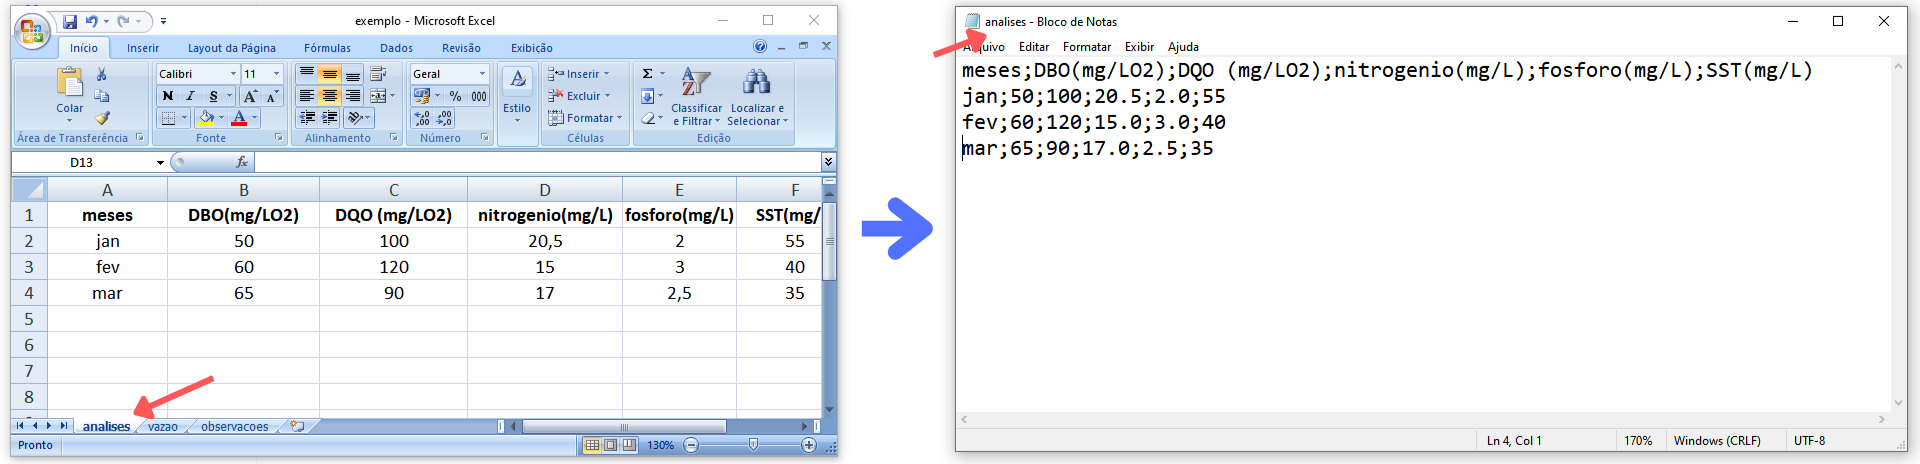 exemplo - Microsoft Excel
Início Inserir Layout da Página Fórmulas Dados Revisão Exibição
Calibri 11 Geral Inserir Σ
Colar N I S A A % 000 Estilo Excluir Classificar e Filtrar Localizar e Selecionar
A Formatar
Área de Transferência Fonte Alinhamento Número Células Edição
D13 fx
A B C D E F
1 meses DBO(mg/LO2) DQO (mg/LO2) nitrogenio(mg/L) fosforo(mg/L) SST(mg/
2 jan 50 100 20,5 2 55
3 fev 60 120 15 3 40
4 mar 65 90 17 2,5 35
5
6
7
8
analises vazao observacoes
Pronto 130%
analises - Bloco de Notas
Arquivo Editar Formatar Exibir Ajuda
meses;DBO(mg/LO2);DQO (mg/LO2);nitrogenio(mg/L);fosforo(mg/L);SST(mg/L)
jan;50;100;20.5;2.0;55
fev;60;120;15.0;3.0;40
mar;65;90;17.0;2.5;35
Ln 4, Col 1 170% Windows (CRLF) UTF-8